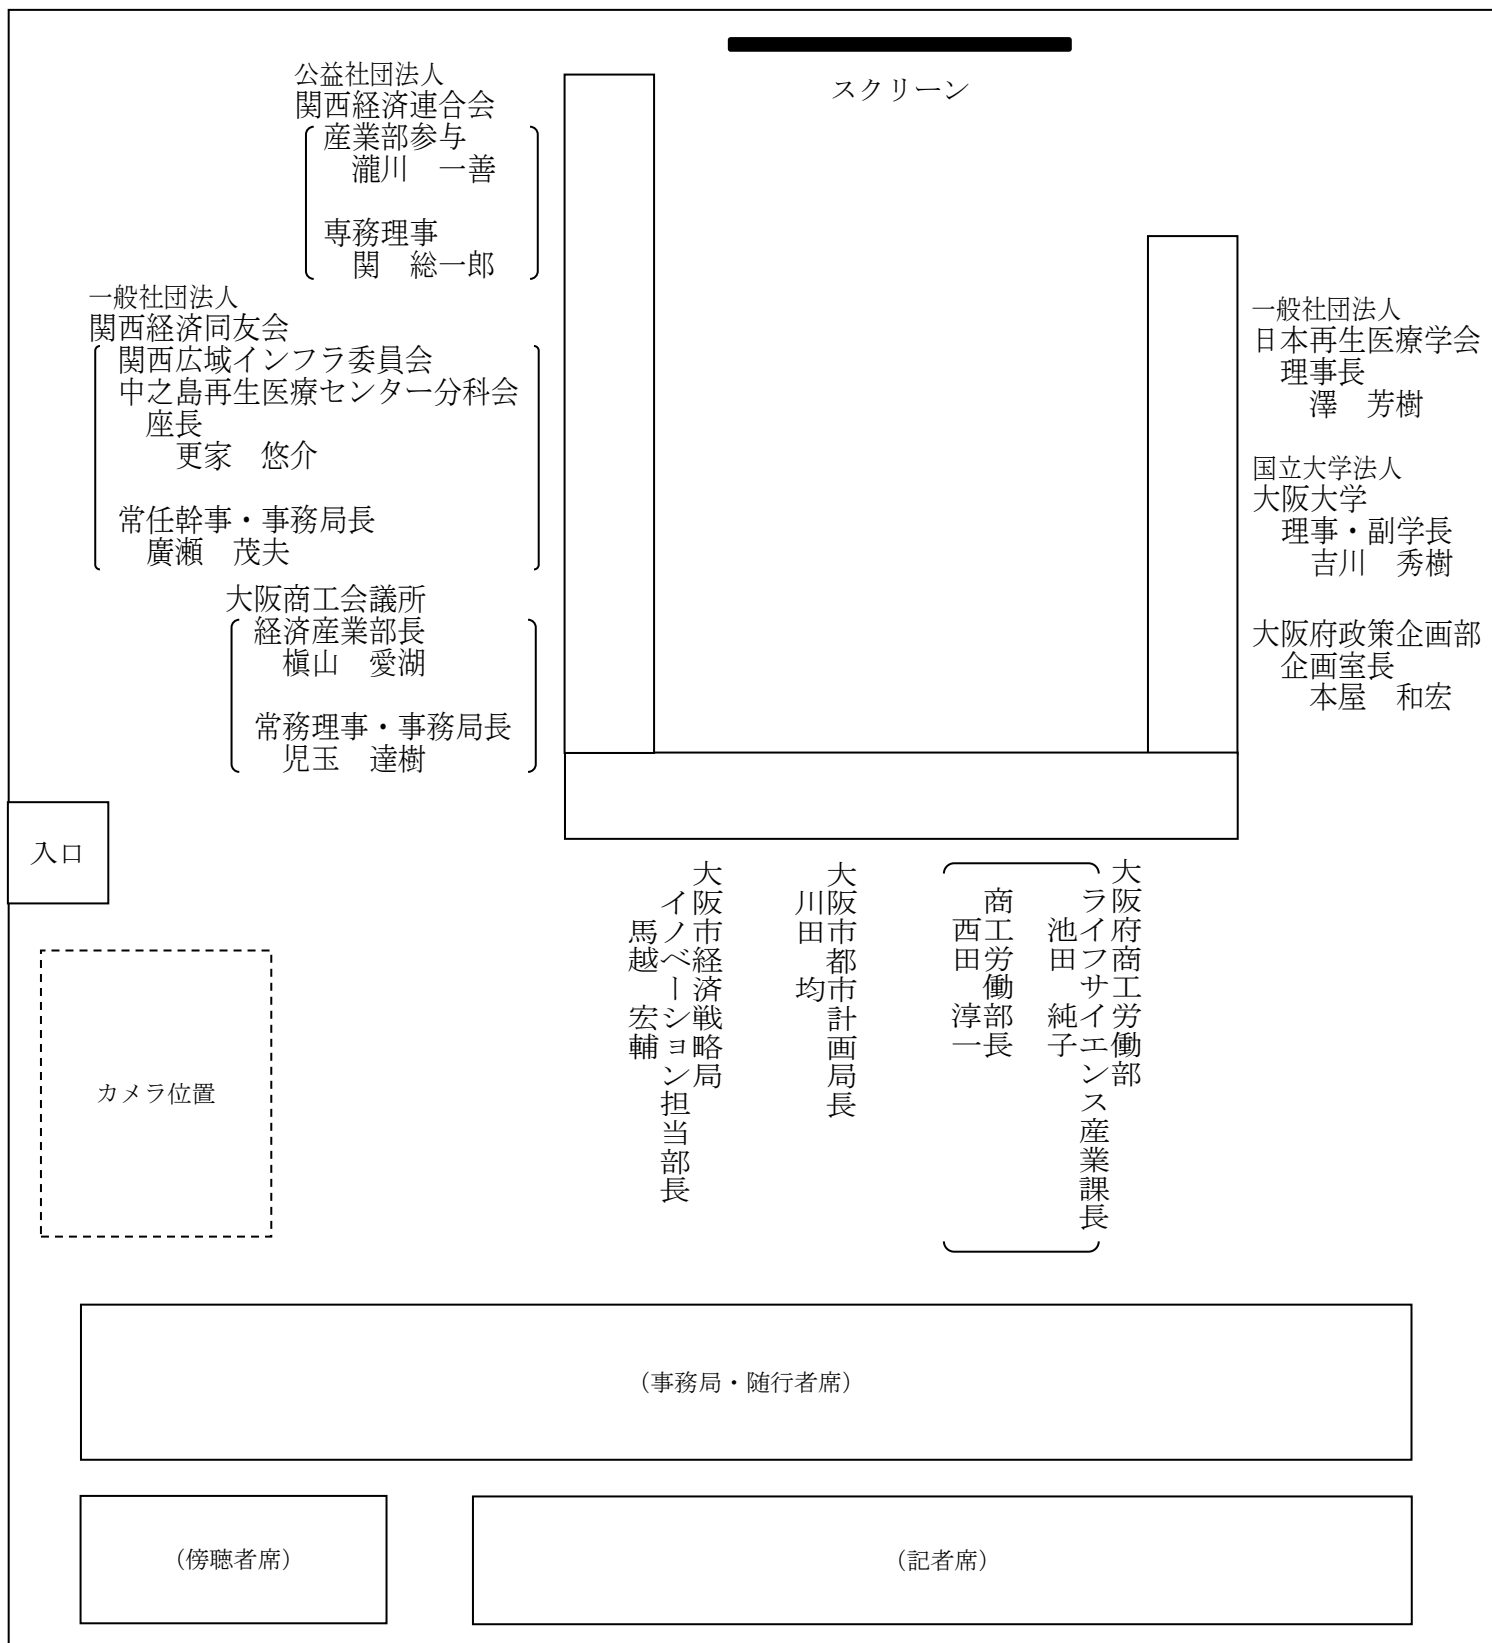 スクリーン
公益社団法人
関西経済連合会
産業部参与
瀧川　一善
専務理事
関　総一郎
一般社団法人
関西経済同友会
関西広域インフラ委員会
中之島再生医療センター分科会
座長
更家　悠介
常任幹事・事務局長
廣瀬　茂夫
大阪商工会議所
経済産業部長
槇山　愛湖
常務理事・事務局長
児玉　達樹
一般社団法人
日本再生医療学会
理事長
澤　芳樹
国立大学法人
大阪大学
理事・副学長
吉川　秀樹
大阪府政策企画部
企画室長
本屋　和宏
入口
大阪府商工労働部
ライフサイエンス産業課長
池田　純子
商工労働部長
西田　淳一
大阪市都市計画局長
川田　均
大阪市経済戦略局
イノベーション担当部長
馬越　宏輔
カメラ位置
（事務局・随行者席）
（傍聴者席）
（記者席）